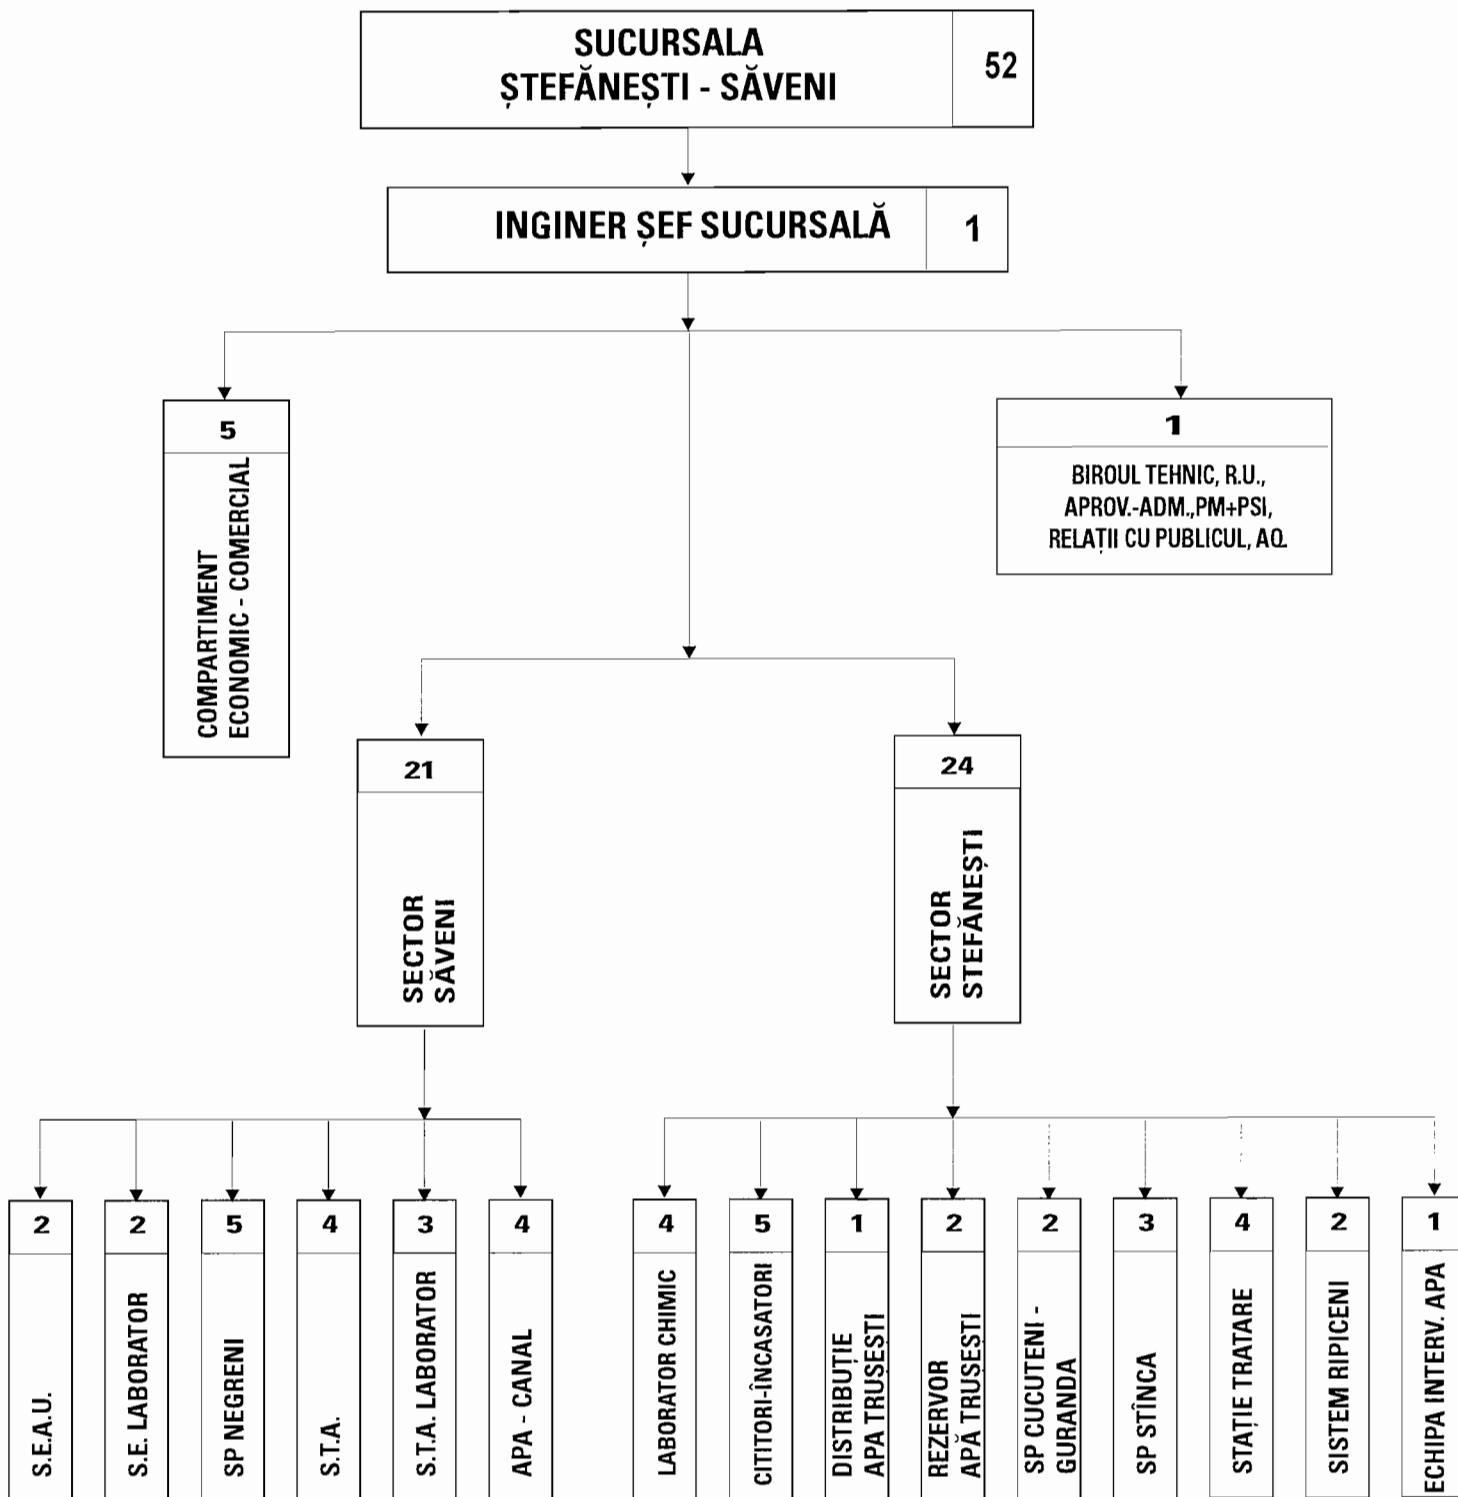 SUCURSALA
ȘTEFĂNEȘTI - SĂVENI
52
INGINER ȘEF SUCURSALĂ
1
5
COMPARTIMENT
ECONOMIC - COMERCIAL
1
BIROUL TEHNIC, R.U.,
APROV.-ADM.,PM+PSI,
RELAȚII CU PUBLICUL, AQ.
21
SECTOR
SĂVENI
24
SECTOR
STEFĂNEȘTI
2
S.E.A.U.
2
S.E. LABORATOR
5
SP NEGRENI
4
S.T.A.
3
S.T.A. LABORATOR
4
APA - CANAL
4
LABORATOR CHIMIC
5
CITITORI-ÎNCASATORI
1
DISTRIBUȚIE
APA TRUSEȘTI
2
REZERVOR
APĂ TRUSEȘTI
2
SP CUCUTENI -
GURANDA
3
SP STÎNCA
4
STAȚIE TRATARE
2
SISTEM RIPICENI
1
ECHIPA INTERV. APA